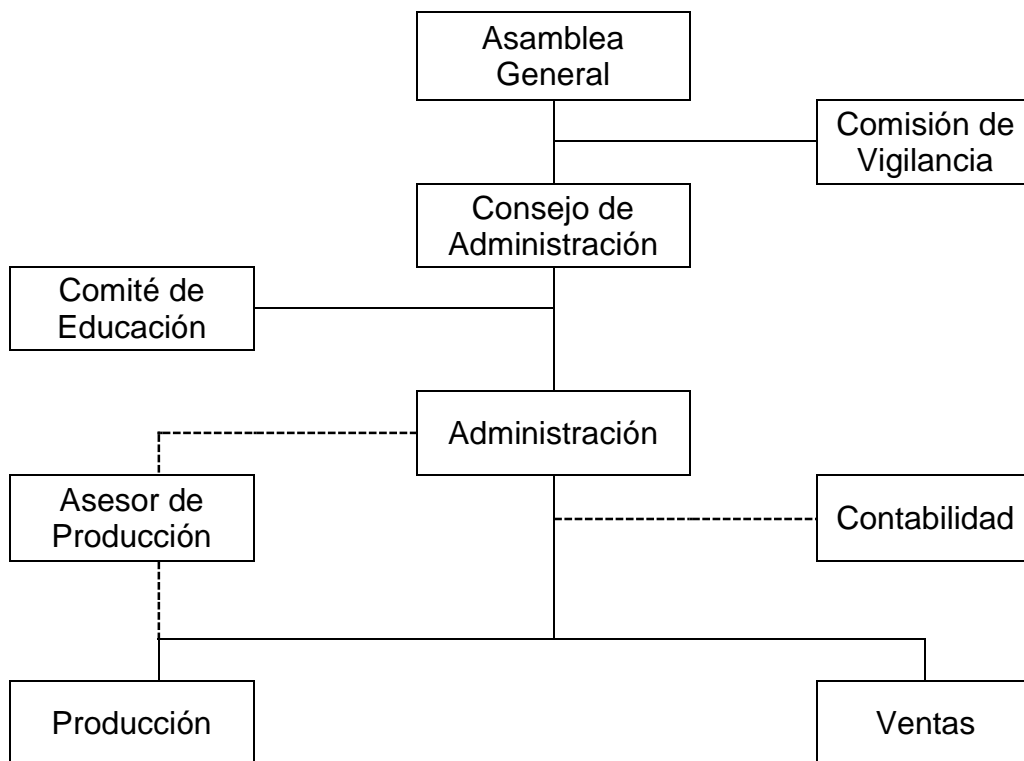 Asamblea
General
Comisión de
Vigilancia
Consejo de
Administración
Comité de
Educación
Administración
Asesor de
Producción
Contabilidad
Producción
Ventas